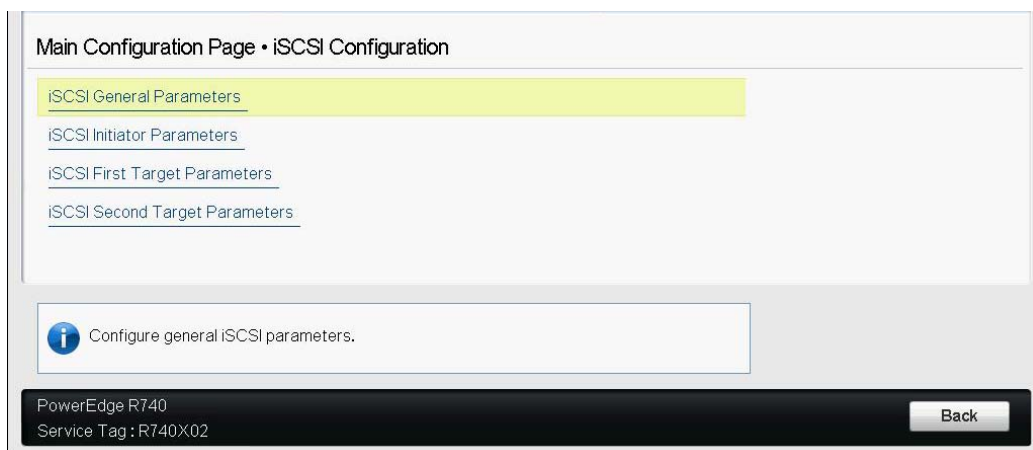 Main Configuration Page • iSCSI Configuration
iSCSI General Parameters
iSCSI Initiator Parameters
iSCSI First Target Parameters
iSCSI Second Target Parameters
Configure general iSCSI parameters.
PowerEdge R740
Service Tag : R740X02
Back